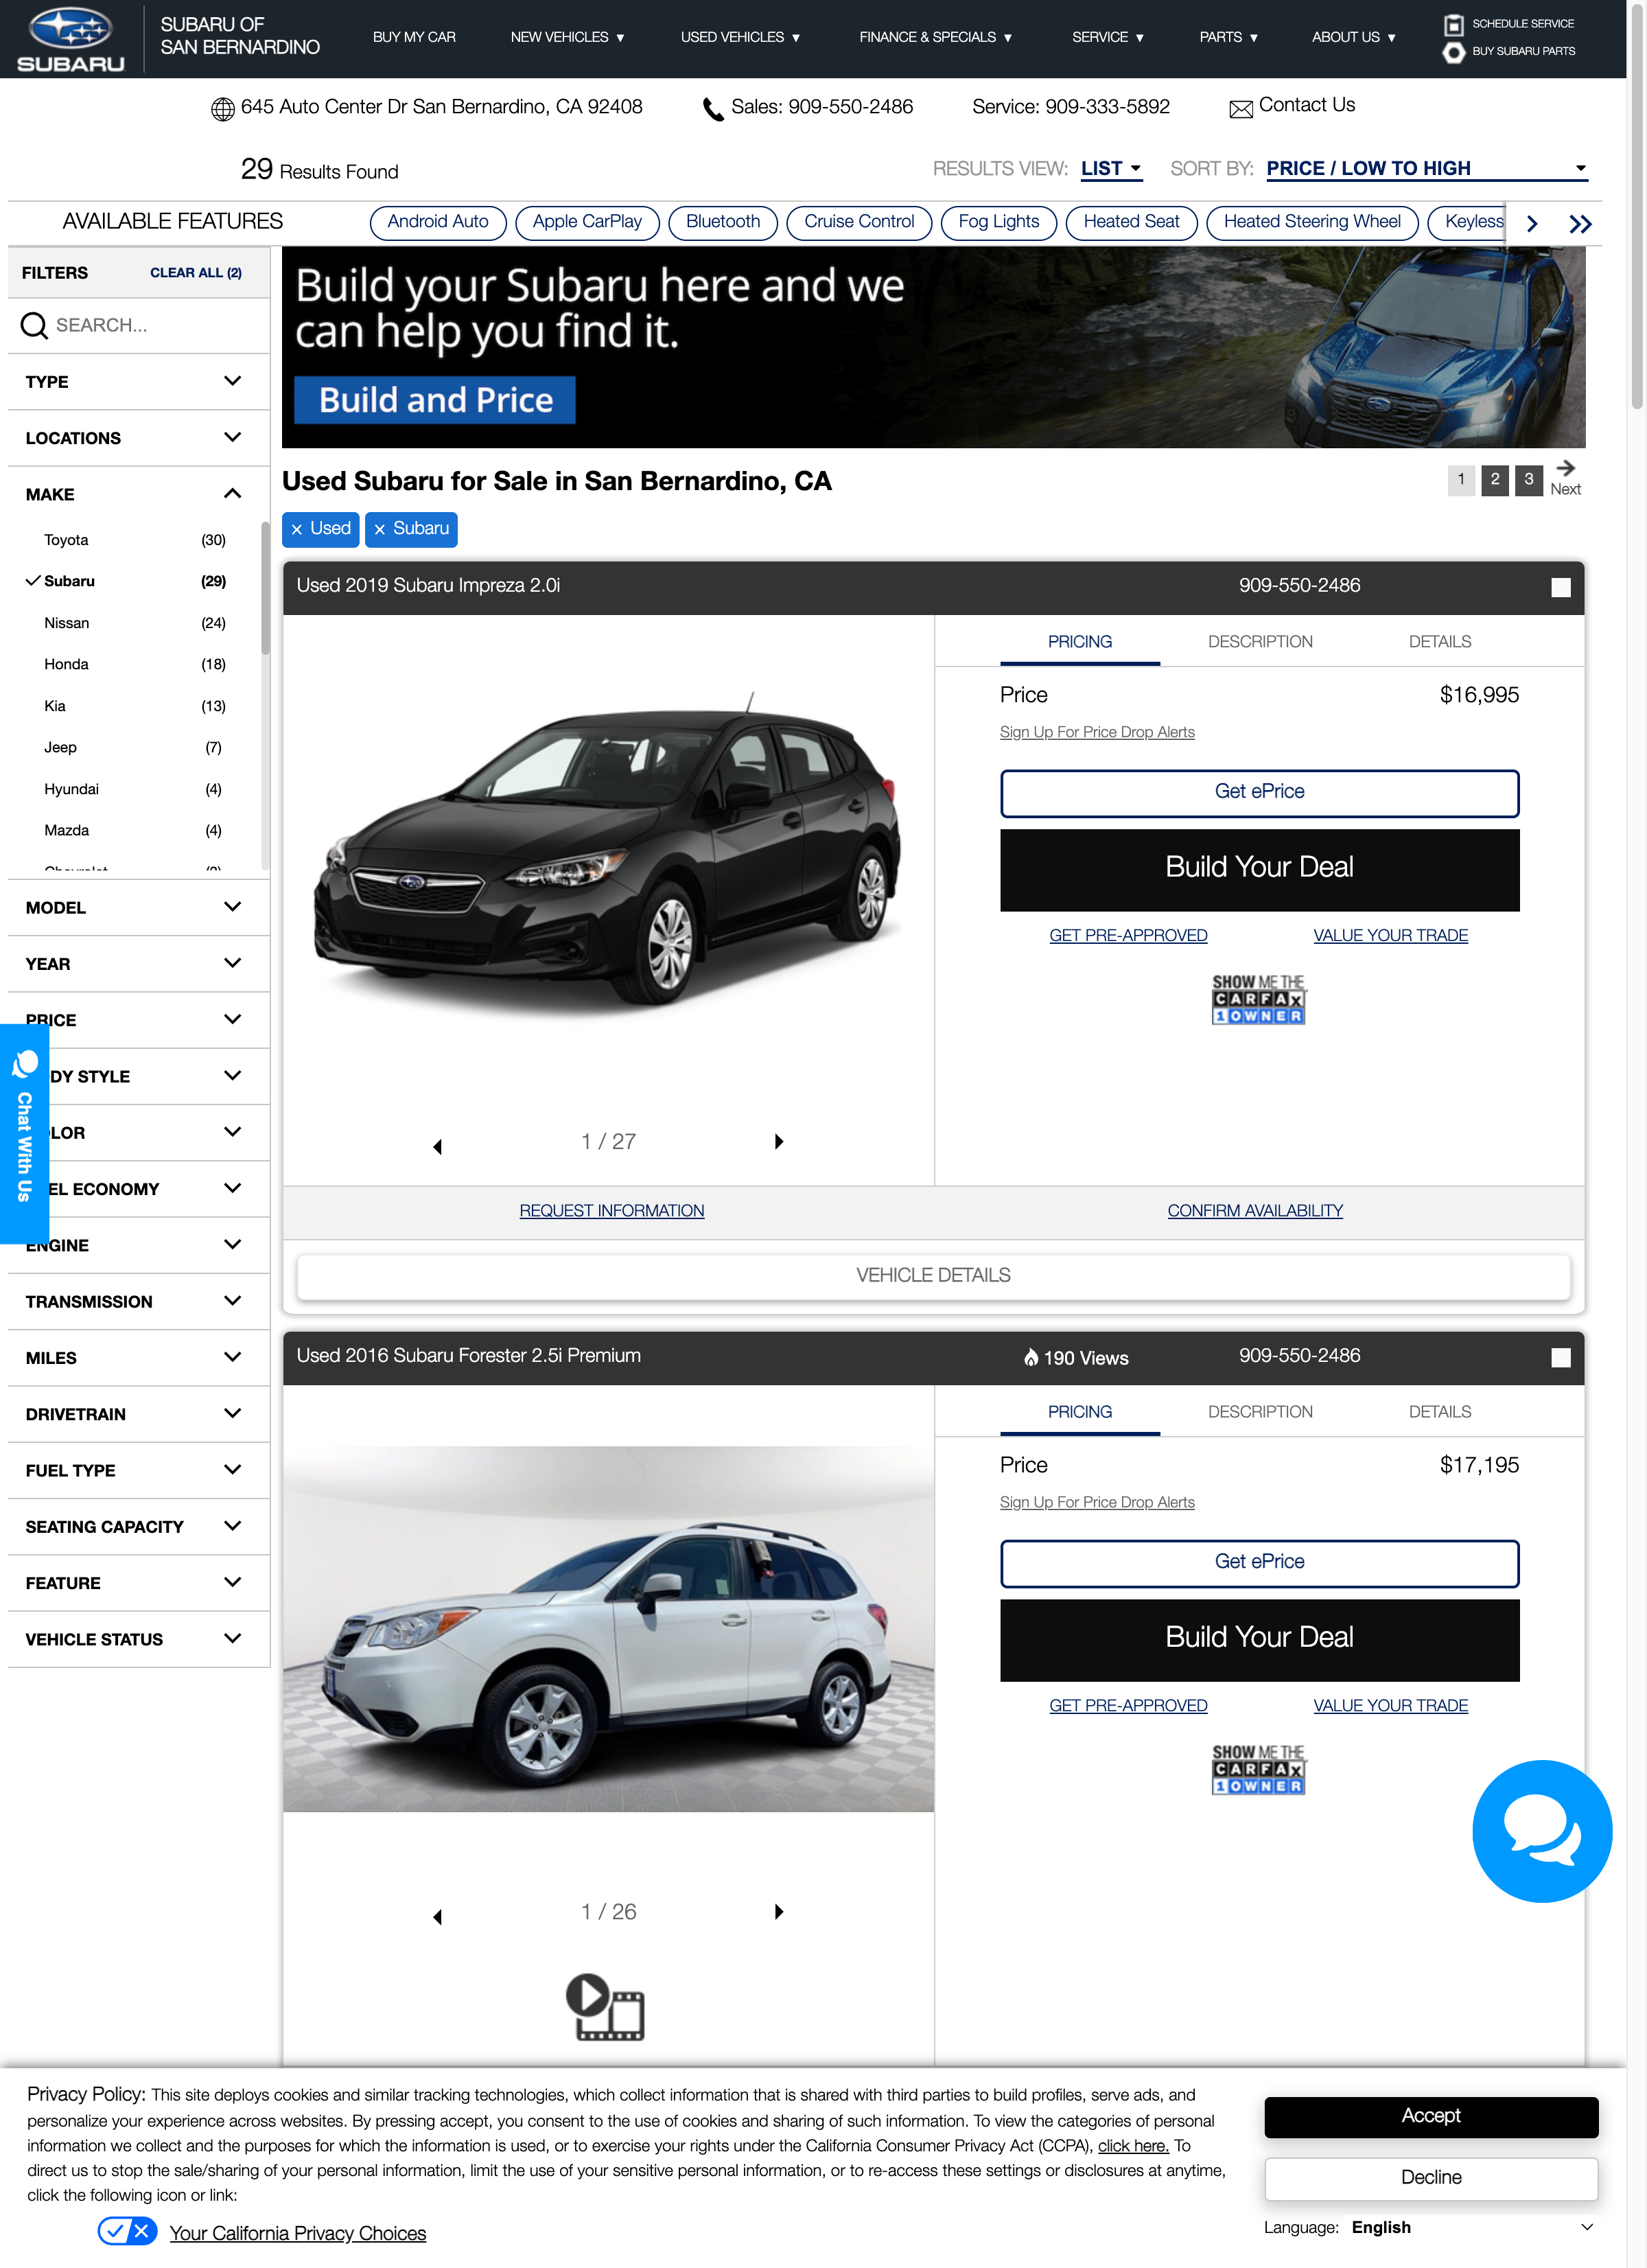 SUBARU
SUBARU OF
SAN BERNARDINO
BUY MY CAR
NEW VEHICLES ▼
USED VEHICLES ▼
FINANCE & SPECIALS ▼
SERVICE ▼
PARTS ▼
ABOUT US ▼
SCHEDULE SERVICE
BUY SUBARU PARTS
645 Auto Center Dr San Bernardino, CA 92408
Sales: 909-550-2486
Service: 909-333-5892
Contact Us
29 Results Found
RESULTS VIEW: LIST
SORT BY: PRICE / LOW TO HIGH
AVAILABLE FEATURES
Android Auto
Apple CarPlay
Bluetooth
Cruise Control
Fog Lights
Heated Seat
Heated Steering Wheel
Keyless
FILTERS
CLEAR ALL (2)
SEARCH...
TYPE
LOCATIONS
MAKE
Toyota (30)
Subaru (29)
Nissan (24)
Honda (18)
Kia (13)
Jeep (7)
Hyundai (4)
Mazda (4)
MODEL
YEAR
PRICE
DY STYLE
LOR
EL ECONOMY
ENGINE
TRANSMISSION
MILES
DRIVETRAIN
FUEL TYPE
SEATING CAPACITY
FEATURE
VEHICLE STATUS
Chat With Us
Build your Subaru here and we
can help you find it.
Build and Price
Used Subaru for Sale in San Bernardino, CA
1 2 3 Next
× Used
× Subaru
Used 2019 Subaru Impreza 2.0i
909-550-2486
PRICING
DESCRIPTION
DETAILS
Price $16,995
Sign Up For Price Drop Alerts
Get ePrice
Build Your Deal
GET PRE-APPROVED
VALUE YOUR TRADE
SHOW ME THE
CARFAX
1 OWNER
1 / 27
REQUEST INFORMATION
CONFIRM AVAILABILITY
VEHICLE DETAILS
Used 2016 Subaru Forester 2.5i Premium
190 Views
909-550-2486
PRICING
DESCRIPTION
DETAILS
Price $17,195
Sign Up For Price Drop Alerts
Get ePrice
Build Your Deal
GET PRE-APPROVED
VALUE YOUR TRADE
SHOW ME THE
CARFAX
1 OWNER
1 / 26
Privacy Policy: This site deploys cookies and similar tracking technologies, which collect information that is shared with third parties to build profiles, serve ads, and
personalize your experience across websites. By pressing accept, you consent to the use of cookies and sharing of such information. To view the categories of personal
information we collect and the purposes for which the information is used, or to exercise your rights under the California Consumer Privacy Act (CCPA), click here. To
direct us to stop the sale/sharing of your personal information, limit the use of your sensitive personal information, or to re-access these settings or disclosures at anytime,
click the following icon or link:
Your California Privacy Choices
Accept
Decline
Language: English